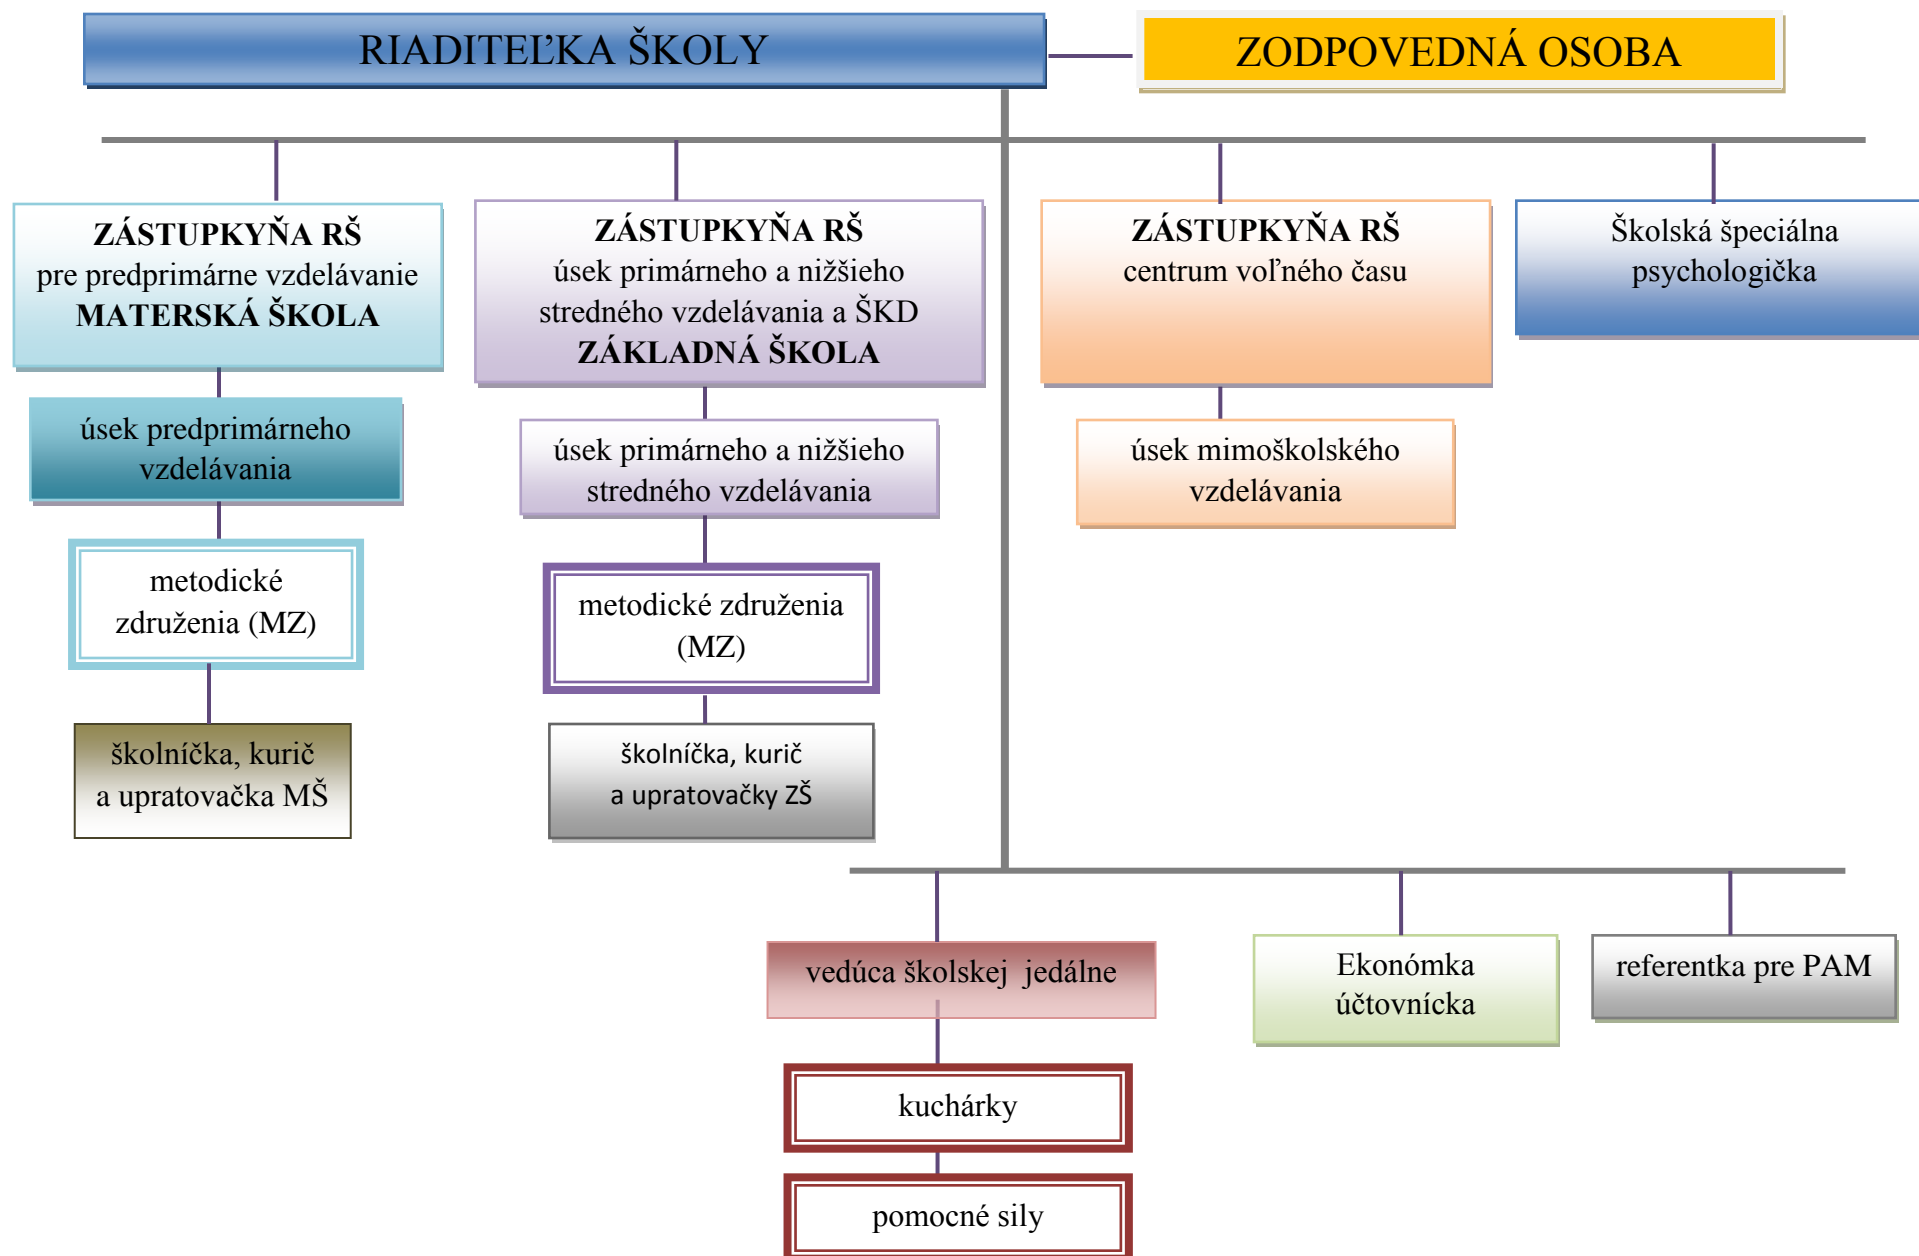 RIADITEĽKA ŠKOLY
ZODPOVEDNÁ OSOBA
ZÁSTUPKYŇA RŠ
pre predprimárne vzdelávanie
MATERSKÁ ŠKOLA
ZÁSTUPKYŇA RŠ
úsek primárneho a nižšieho
stredného vzdelávania a ŠKD
ZÁKLADNÁ ŠKOLA
ZÁSTUPKYŇA RŠ
centrum voľného času
Školská špeciálna
psychologička
úsek predprimárneho
vzdelávania
úsek primárneho a nižšieho
stredného vzdelávania
úsek mimoškolského
vzdelávania
metodické
združenia (MZ)
metodické združenia
(MZ)
školníčka, kurič
a upratovačka MŠ
školníčka, kurič
a upratovačky ZŠ
vedúca školskej  jedálne
Ekonómka
účtovnícka
referentka pre PAM
kuchárky
pomocné sily